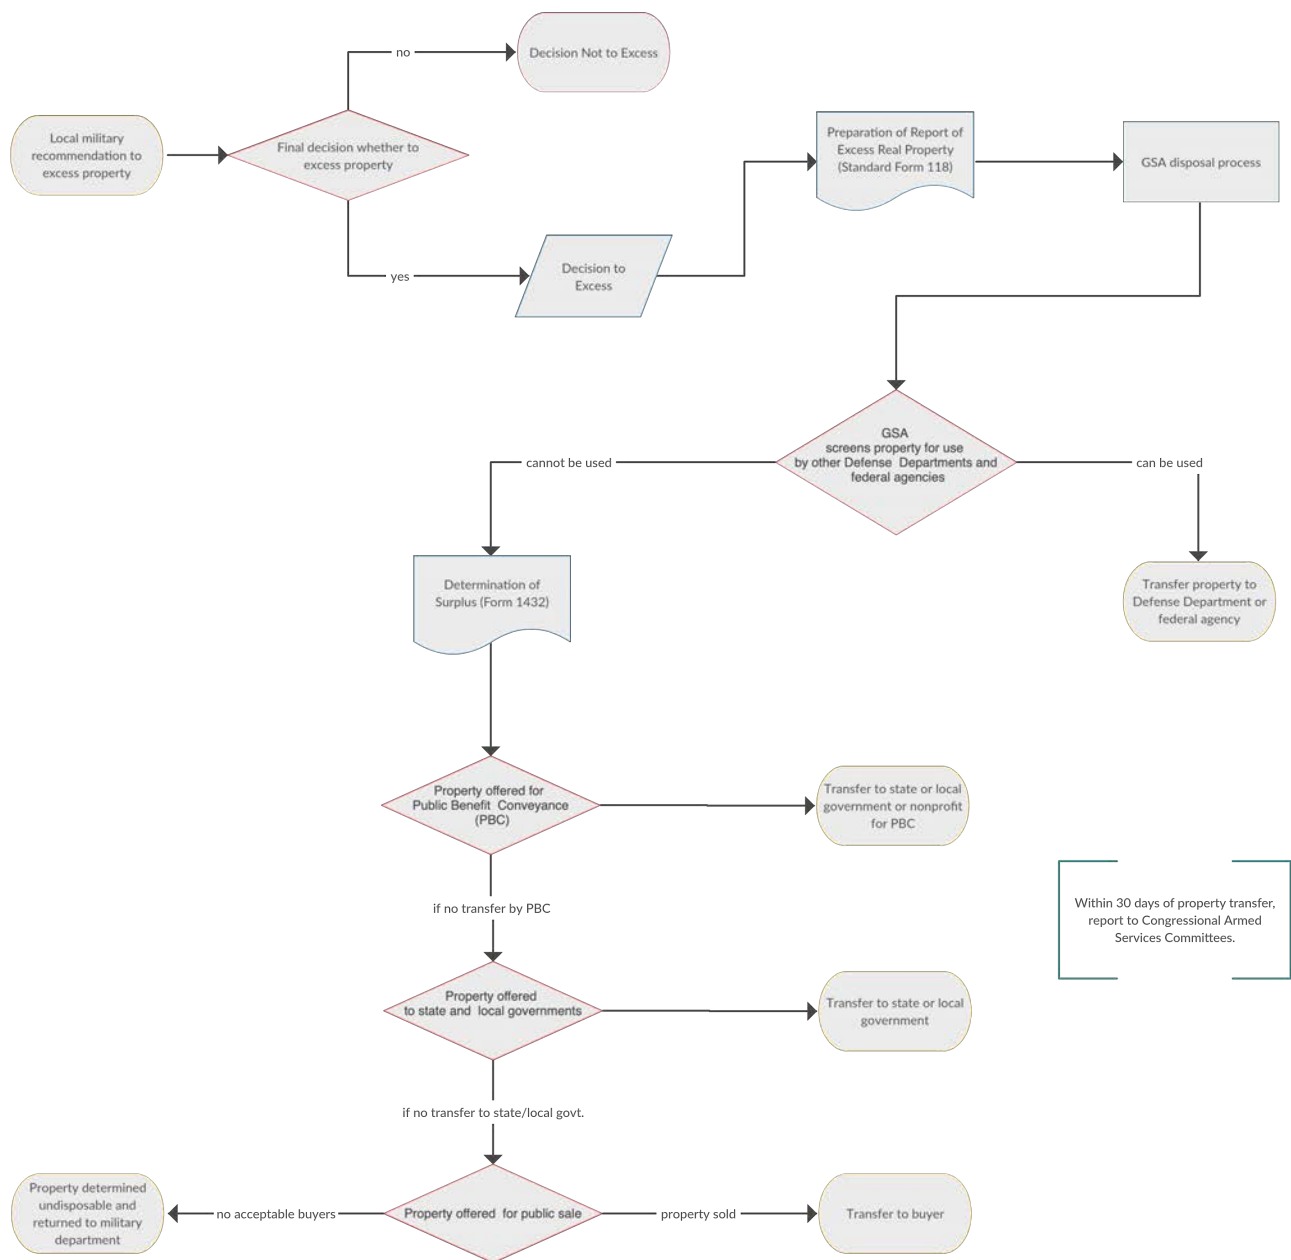 no
Decision Not to Excess
Local military
recommendation to
excess property
Final decision whether to
excess property
Preparation of Report of
Excess Real Property
(Standard Form 118)
GSA disposal process
yes
Decision to
Excess
GSA
screens property for use
by other Defense Departments and
federal agencies
cannot be used
can be used
Determination of
Surplus (Form 1432)
Transfer property to
Defense Department or
federal agency
Property offered for
Public Benefit Conveyance
(PBC)
Transfer to state or local
government or nonprofit
for PBC
if no transfer by PBC
Within 30 days of property transfer,
report to Congressional Armed
Services Committees.
Property offered
to state and local governments
Transfer to state or local
government
if no transfer to state/local govt.
Property determined
undisposable and
returned to military
department
no acceptable buyers
Property offered for public sale
property sold
Transfer to buyer